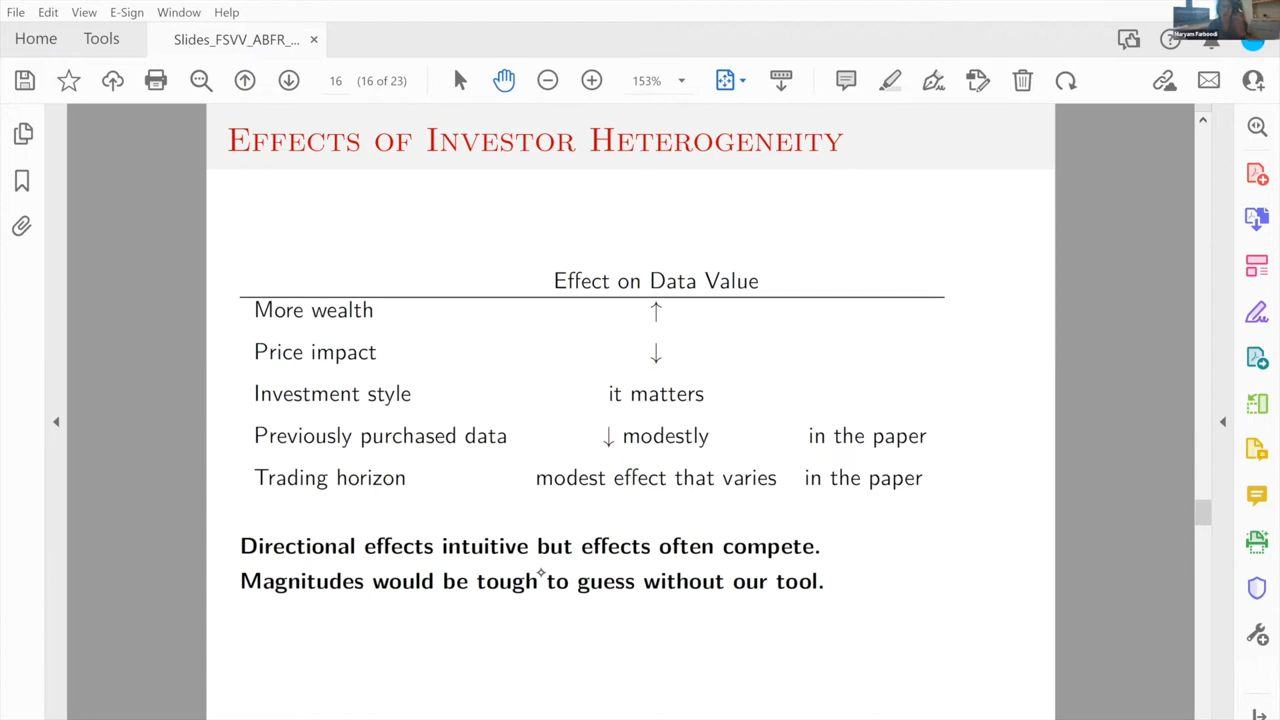 File Edit View E-Sign Window Help
Maryam Farboodi
Home Tools Slides_FSVV_ABFR_... ×
16 (16 of 23) 153%
EFFECTS OF INVESTOR HETEROGENEITY
Effect on Data Value
More wealth ↑
Price impact ↓
Investment style it matters
Previously purchased data ↓ modestly in the paper
Trading horizon modest effect that varies in the paper
Directional effects intuitive but effects often compete.
Magnitudes would be tough to guess without our tool.